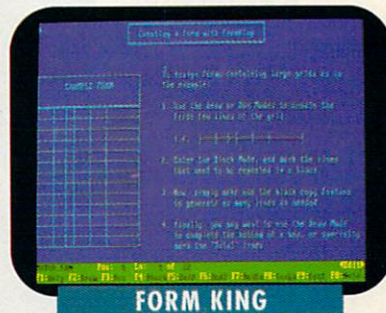 Creating a Form with FormKing
EXAMPLE FORM
To design forms containing large grids as in
the example:
1. Use the Draw or Box Modes to create the
first few lines of the grid
i.e.
2. Enter the Block Mode, and mark the lines
that need to be repeated in a block.
3. Now, simply make use the block copy feature
to generate as many lines as needed
4. Finally, you may want to use the Draw Mode
to complete the bottom of a box, or specially
mark the "Total" lines
FORM KING